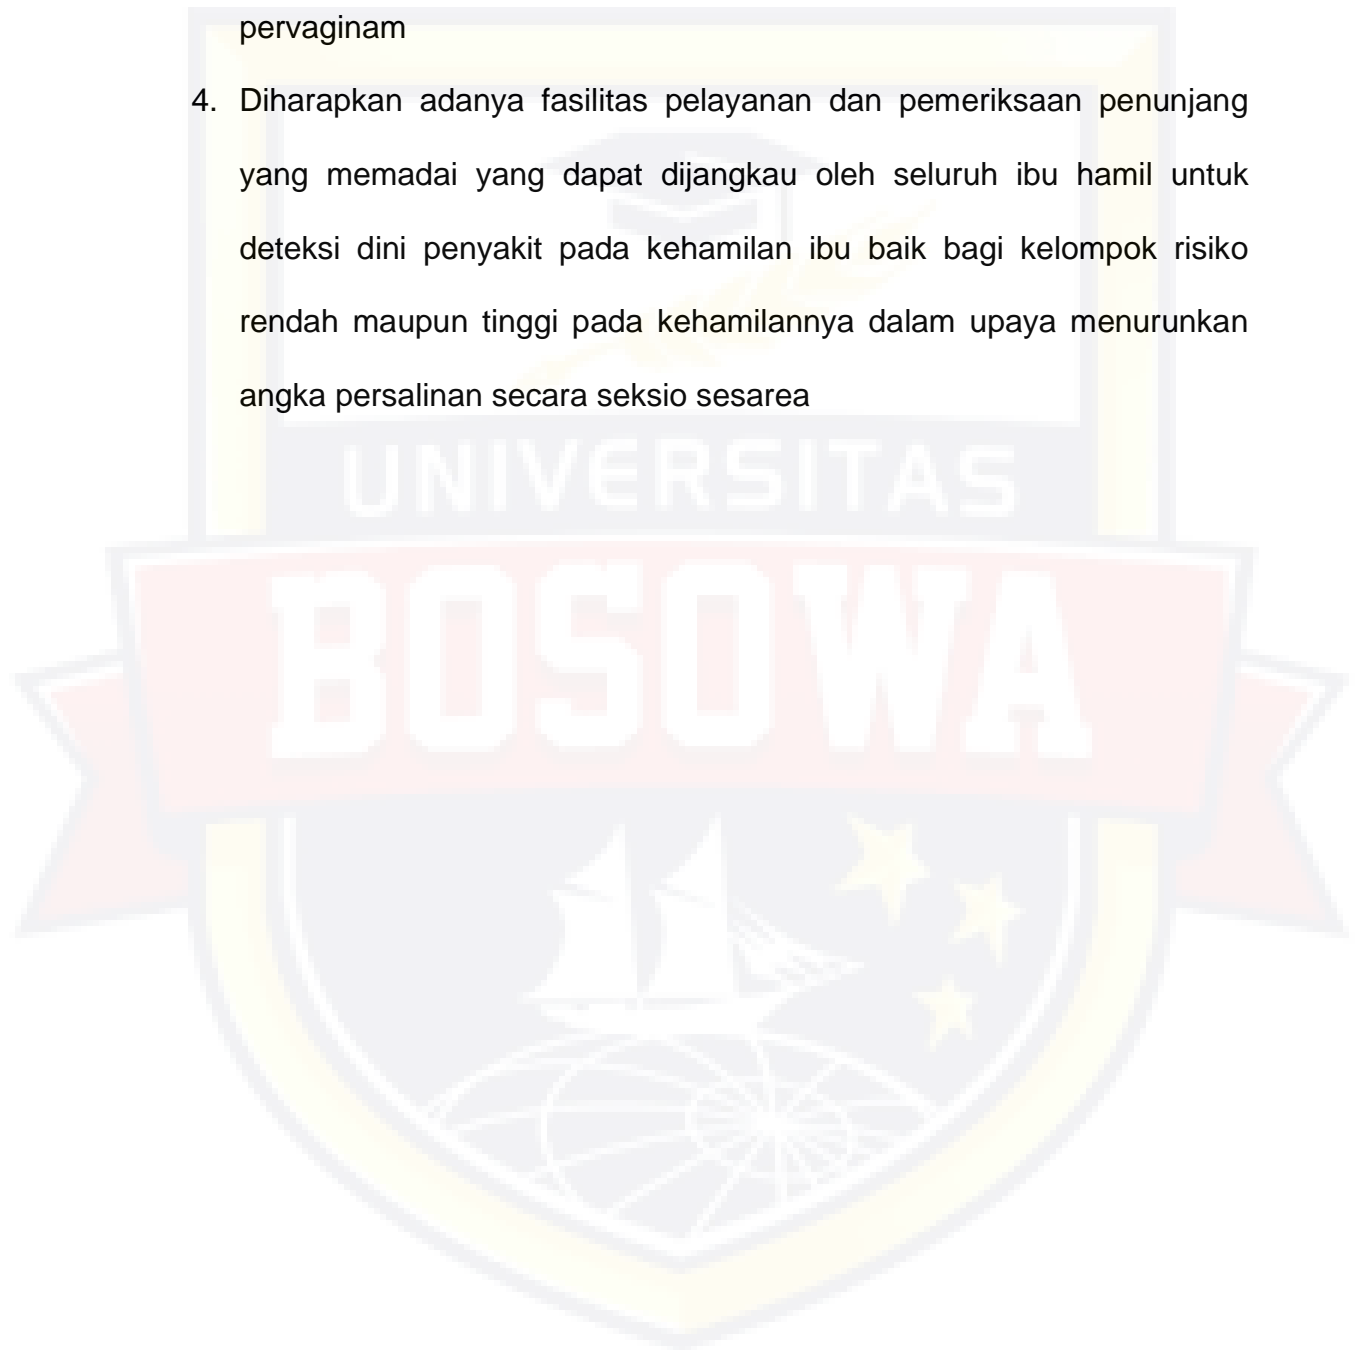 pervaginam
4. Diharapkan adanya fasilitas pelayanan dan pemeriksaan penunjang
yang memadai yang dapat dijangkau oleh seluruh ibu hamil untuk
deteksi dini penyakit pada kehamilan ibu baik bagi kelompok risiko
rendah maupun tinggi pada kehamilannya dalam upaya menurunkan
angka persalinan secara seksio sesarea
UNIVERSITAS
BOSOWA